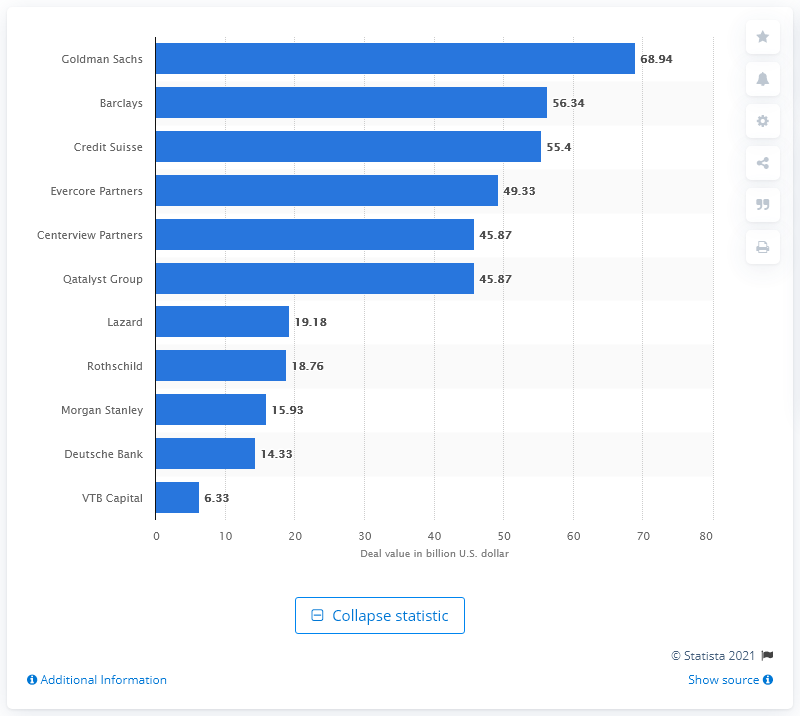 Goldman Sachs 68.94
Barclays 56.34
Credit Suisse 55.4
Evercore Partners 49.33
Centerview Partners 45.87
Qatalyst Group 45.87
Lazard 19.18
Rothschild 18.76
Morgan Stanley 15.93
Deutsche Bank 14.33
VTB Capital 6.33
0 10 20 30 40 50 60 70 80
Deal value in billion U.S. dollar
Collapse statistic
© Statista 2021
Additional Information
Show source